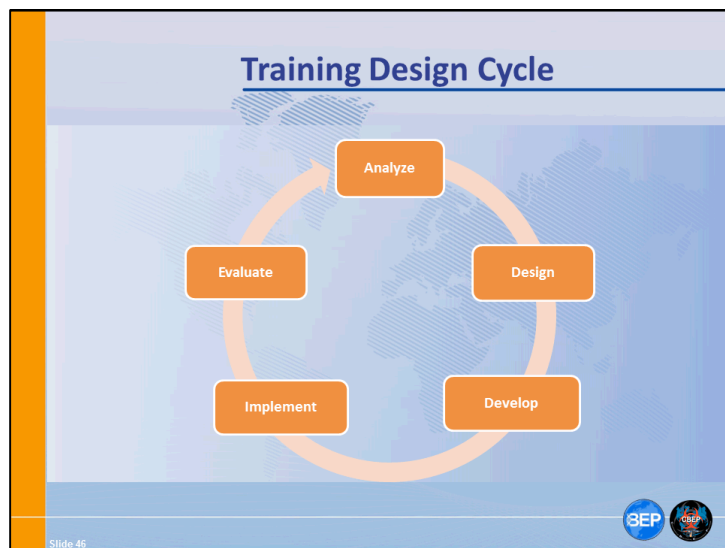 Training Design Cycle
Analyze
Design
Develop
Implement
Evaluate
BEP
CBEP
Slide 46